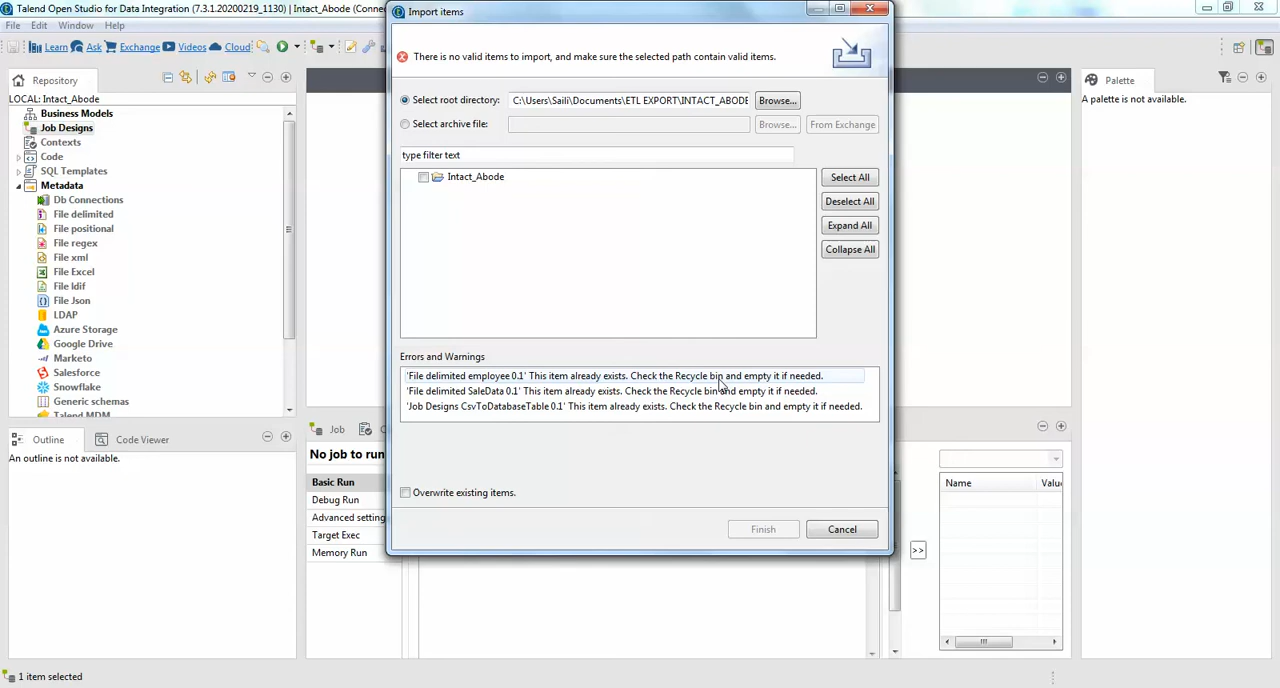 Talend Open Studio for Data Integration (7.3.1.20200219_1130) | Intact_Abode (Connec
File Edit Window Help
Learn Ask Exchange Videos Cloud
Repository
LOCAL: Intact_Abode
Business Models
Job Designs
Contexts
Code
SQL Templates
Metadata
Db Connections
File delimited
File positional
File regex
File xml
File Excel
File ldif
File Json
LDAP
Azure Storage
Google Drive
Marketo
Salesforce
Snowflake
Generic schemas
Talend MDM
Outline
Code Viewer
An outline is not available.
1 item selected
Job
No job to run
Basic Run
Debug Run
Advanced setting
Target Exec
Memory Run
Import items
There is no valid items to import, and make sure the selected path contain valid items.
Select root directory: C:\Users\Saili\Documents\ETL EXPORT\INTACT_ABODE Browse...
Select archive file: Browse... From Exchange
type filter text
Intact_Abode
Select All
Deselect All
Expand All
Collapse All
Errors and Warnings
'File delimited employee 0.1' This item already exists. Check the Recycle bin and empty it if needed.
'File delimited SaleData 0.1' This item already exists. Check the Recycle bin and empty it if needed.
'Job Designs CsvToDatabaseTable 0.1' This item already exists. Check the Recycle bin and empty it if needed.
Overwrite existing items.
Finish Cancel
Palette
A palette is not available.
Name Value
>>